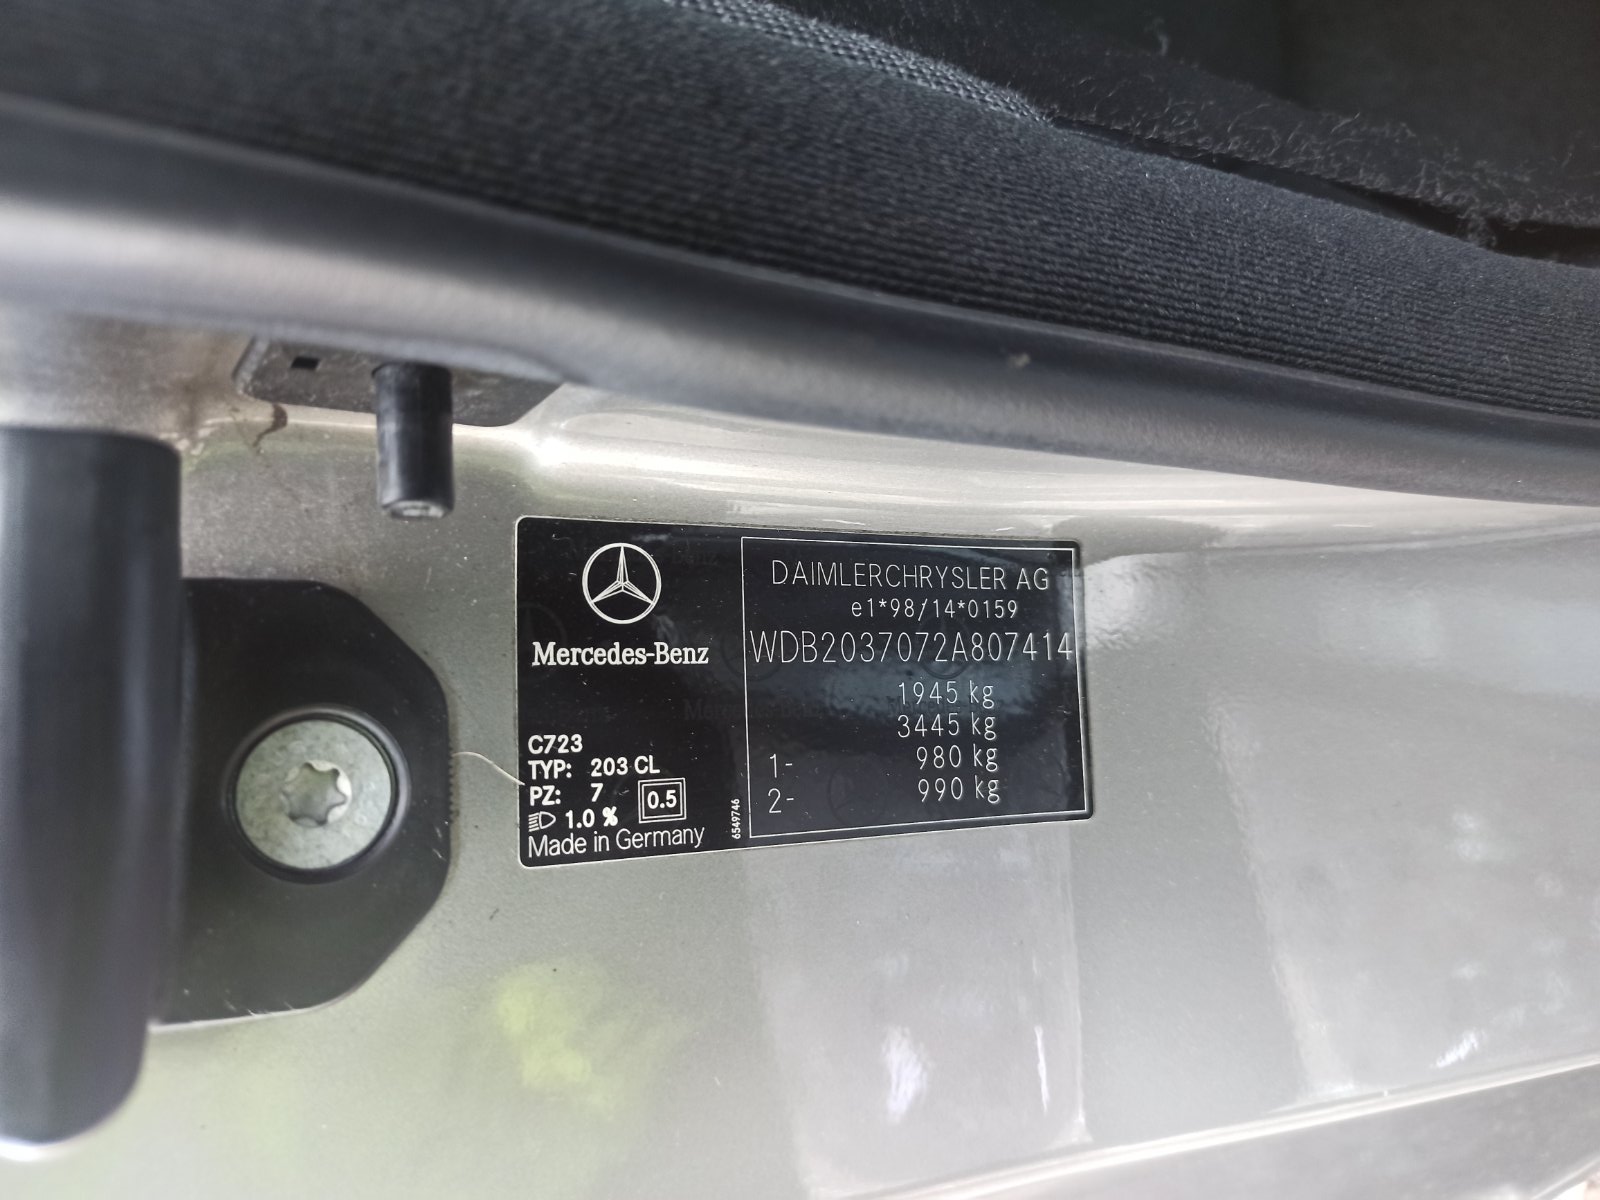 Mercedes-Benz
C723
TYP: 203 CL
PZ: 7
0.5
1.0 %
Made in Germany
6549746
DAIMLERCHRYSLER AG
e1*98/14*0159
WDB2037072A807414
1945 kg
3445 kg
1- 980 kg
2- 990 kg